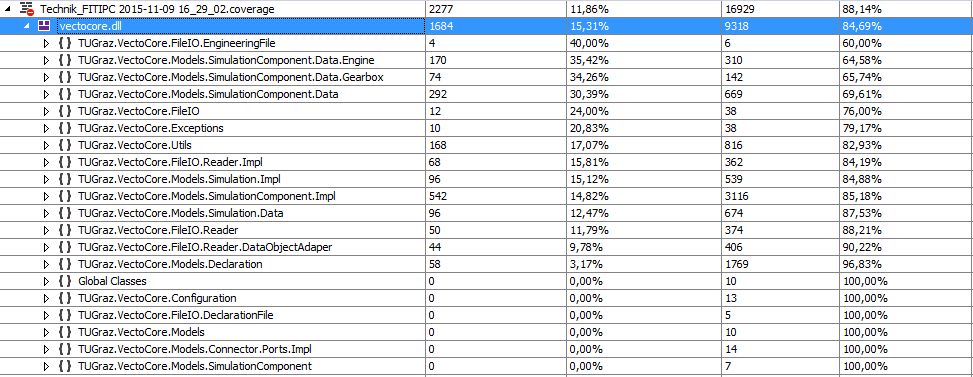 Technik_FITIPC 2015-11-09 16_29_02.coverage 2277 11,86% 16929 88,14%
vectocore.dll 1684 15,31% 9318 84,69%
{ } TUGraz.VectoCore.FileIO.EngineeringFile 4 40,00% 6 60,00%
{ } TUGraz.VectoCore.Models.SimulationComponent.Data.Engine 170 35,42% 310 64,58%
{ } TUGraz.VectoCore.Models.SimulationComponent.Data.Gearbox 74 34,26% 142 65,74%
{ } TUGraz.VectoCore.Models.SimulationComponent.Data 292 30,39% 669 69,61%
{ } TUGraz.VectoCore.FileIO 12 24,00% 38 76,00%
{ } TUGraz.VectoCore.Exceptions 10 20,83% 38 79,17%
{ } TUGraz.VectoCore.Utils 168 17,07% 816 82,93%
{ } TUGraz.VectoCore.FileIO.Reader.Impl 68 15,81% 362 84,19%
{ } TUGraz.VectoCore.Models.Simulation.Impl 96 15,12% 539 84,88%
{ } TUGraz.VectoCore.Models.SimulationComponent.Impl 542 14,82% 3116 85,18%
{ } TUGraz.VectoCore.Models.Simulation.Data 96 12,47% 674 87,53%
{ } TUGraz.VectoCore.FileIO.Reader 50 11,79% 374 88,21%
{ } TUGraz.VectoCore.FileIO.Reader.DataObjectAdaper 44 9,78% 406 90,22%
{ } TUGraz.VectoCore.Models.Declaration 58 3,17% 1769 96,83%
{ } Global Classes 0 0,00% 10 100,00%
{ } TUGraz.VectoCore.Configuration 0 0,00% 13 100,00%
{ } TUGraz.VectoCore.FileIO.DeclarationFile 0 0,00% 5 100,00%
{ } TUGraz.VectoCore.Models 0 0,00% 10 100,00%
{ } TUGraz.VectoCore.Models.Connector.Ports.Impl 0 0,00% 14 100,00%
{ } TUGraz.VectoCore.Models.SimulationComponent 0 0,00% 7 100,00%